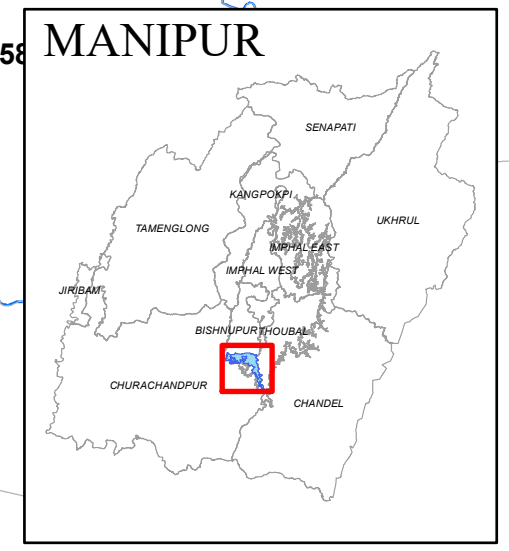 58
MANIPUR
SENAPATI
KANGPOKPI
UKHRUL
TAMENGLONG
IMPHAL EAST
IMPHAL WEST
JIRIBAM
BISHNUPUR THOUBAL
CHURACHANDPUR
CHANDEL